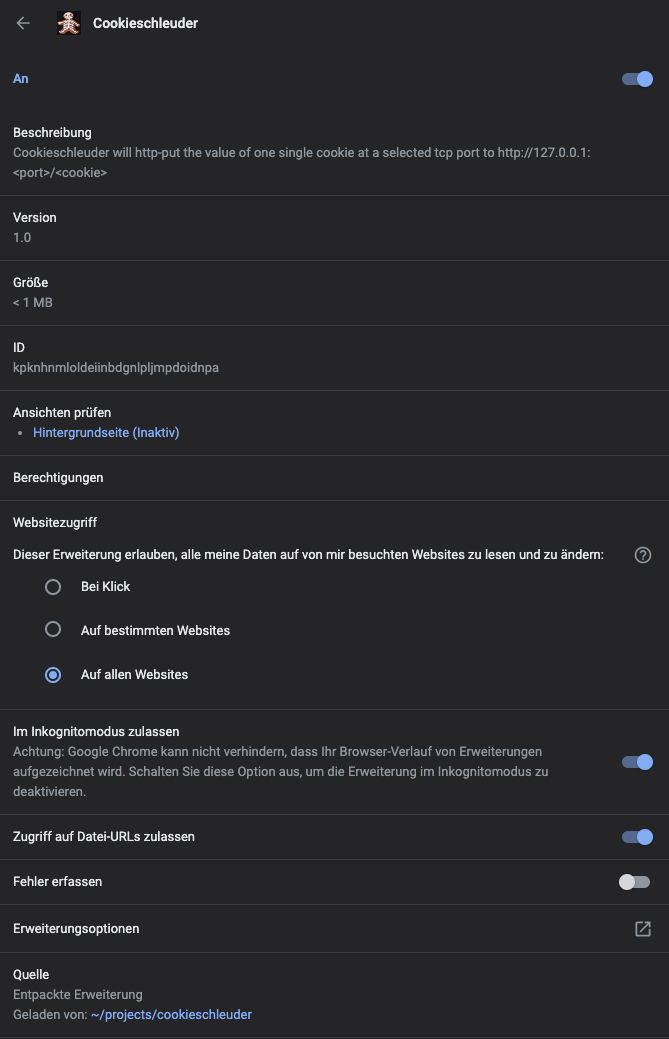 Cookieschleuder
An
Beschreibung
Cookieschleuder will http-put the value of one single cookie at a selected tcp port to http://127.0.0.1:
<port>/<cookie>
Version
1.0
Größe
< 1 MB
ID
kpknhnmloldeiinbdgnlpljmpdoidnpa
Ansichten prüfen
• Hintergrundseite (Inaktiv)
Berechtigungen
Websitezugriff
Dieser Erweiterung erlauben, alle meine Daten auf von mir besuchten Websites zu lesen und zu ändern:
Bei Klick
Auf bestimmten Websites
Auf allen Websites
Im Inkognitomodus zulassen
Achtung: Google Chrome kann nicht verhindern, dass Ihr Browser-Verlauf von Erweiterungen
aufgezeichnet wird. Schalten Sie diese Option aus, um die Erweiterung im Inkognitomodus zu
deaktivieren.
Zugriff auf Datei-URLs zulassen
Fehler erfassen
Erweiterungsoptionen
Quelle
Entpackte Erweiterung
Geladen von: ~/projects/cookieschleuder